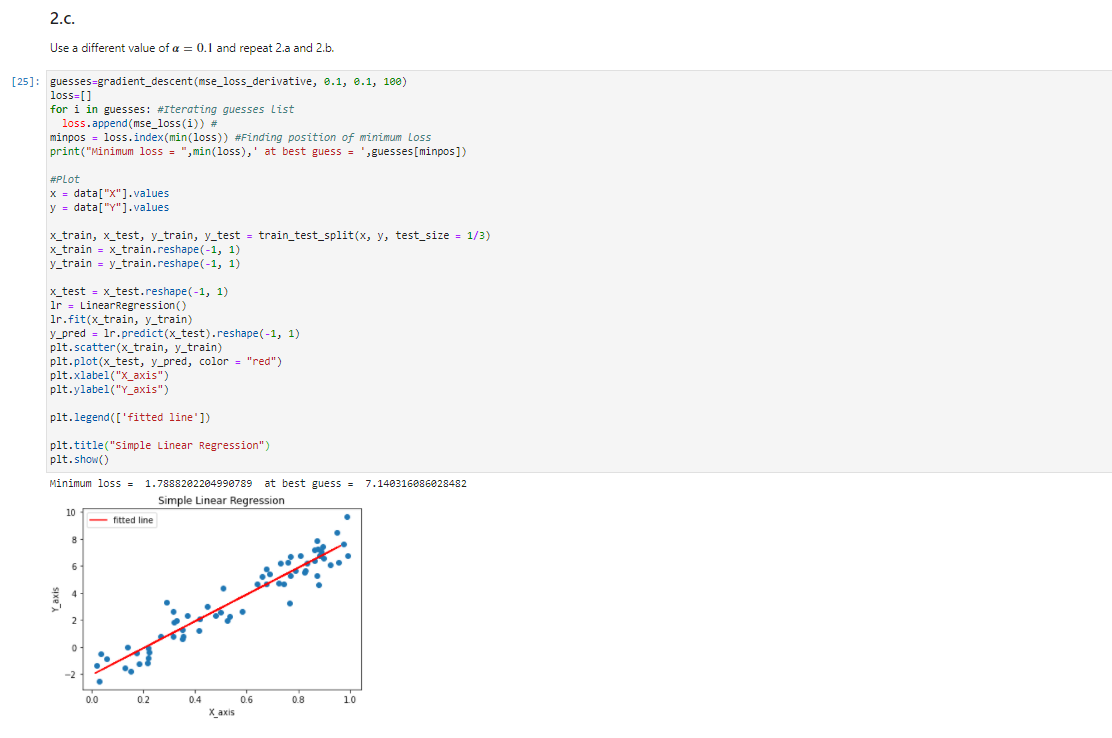 2.c.
Use a different value of α = 0.1 and repeat 2.a and 2.b.
[25]: guesses=gradient_descent(mse_loss_derivative, 0.1, 0.1, 100)
loss=[]
for i in guesses: #Iterating guesses list
  loss.append(mse_loss(i)) #
minpos = loss.index(min(loss)) #Finding position of minimum loss
print("Minimum loss = ",min(loss),' at best guess = ',guesses[minpos])
#Plot
x = data["X"].values
y = data["Y"].values
x_train, x_test, y_train, y_test = train_test_split(x, y, test_size = 1/3)
x_train = x_train.reshape(-1, 1)
y_train = y_train.reshape(-1, 1)
x_test = x_test.reshape(-1, 1)
lr = LinearRegression()
lr.fit(x_train, y_train)
y_pred = lr.predict(x_test).reshape(-1, 1)
plt.scatter(x_train, y_train)
plt.plot(x_test, y_pred, color = "red")
plt.xlabel("X_axis")
plt.ylabel("Y_axis")
plt.legend(['fitted line'])
plt.title("Simple Linear Regression")
plt.show()
Minimum loss =  1.7888202204990789  at best guess =  7.140316086028482
Simple Linear Regression
fitted line
10
8
6
4
2
0
−2
Y_axis
0.0 0.2 0.4 0.6 0.8 1.0
X_axis